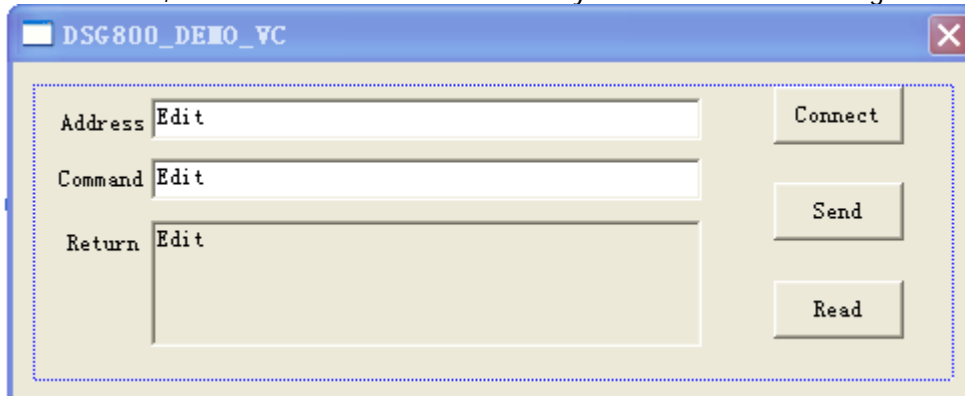 DSG800_DEMO_VC
Address Edit Connect
Command Edit Send
Return Edit
Read